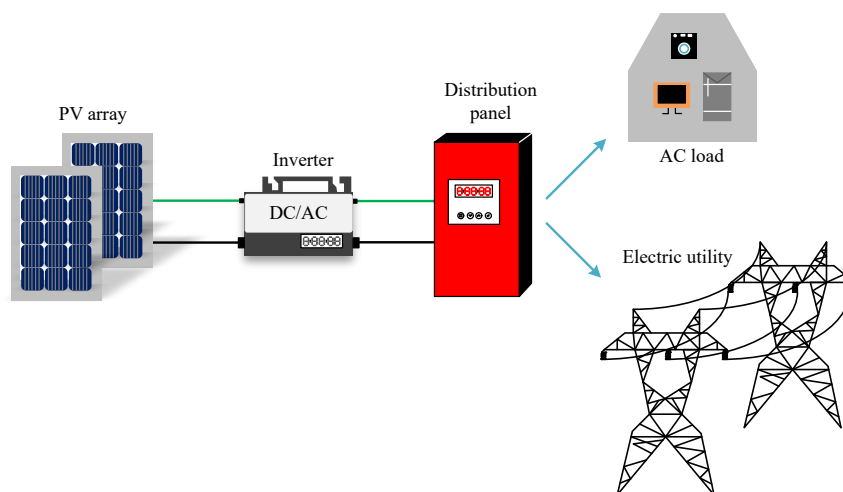 PV array
Inverter
DC/AC
Distribution
panel
AC load
Electric utility